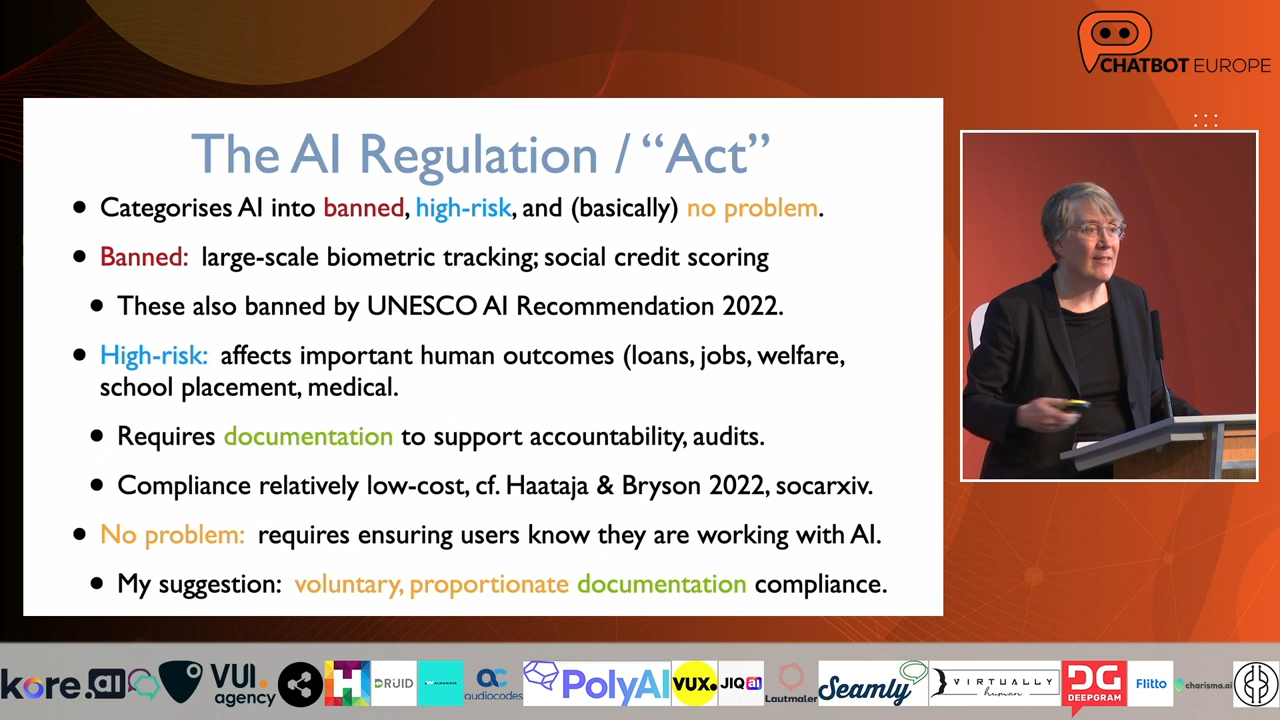 CHATBOT EUROPE
The AI Regulation / “Act”
• Categorises AI into banned, high-risk, and (basically) no problem.
• Banned: large-scale biometric tracking; social credit scoring
• These also banned by UNESCO AI Recommendation 2022.
• High-risk: affects important human outcomes (loans, jobs, welfare,
school placement, medical.
• Requires documentation to support accountability, audits.
• Compliance relatively low-cost, cf. Haataja & Bryson 2022, socarxiv.
• No problem: requires ensuring users know they are working with AI.
• My suggestion: voluntary, proportionate documentation compliance.
kore.ai
VUI.
agency
H
DRUID
ac
audiocodes
PolyAI
VUX.
JIQ ai
Lautmaler
Seamly
VIRTUALLY
human
DG
DEEPGRAM
Flitto
charisma.ai